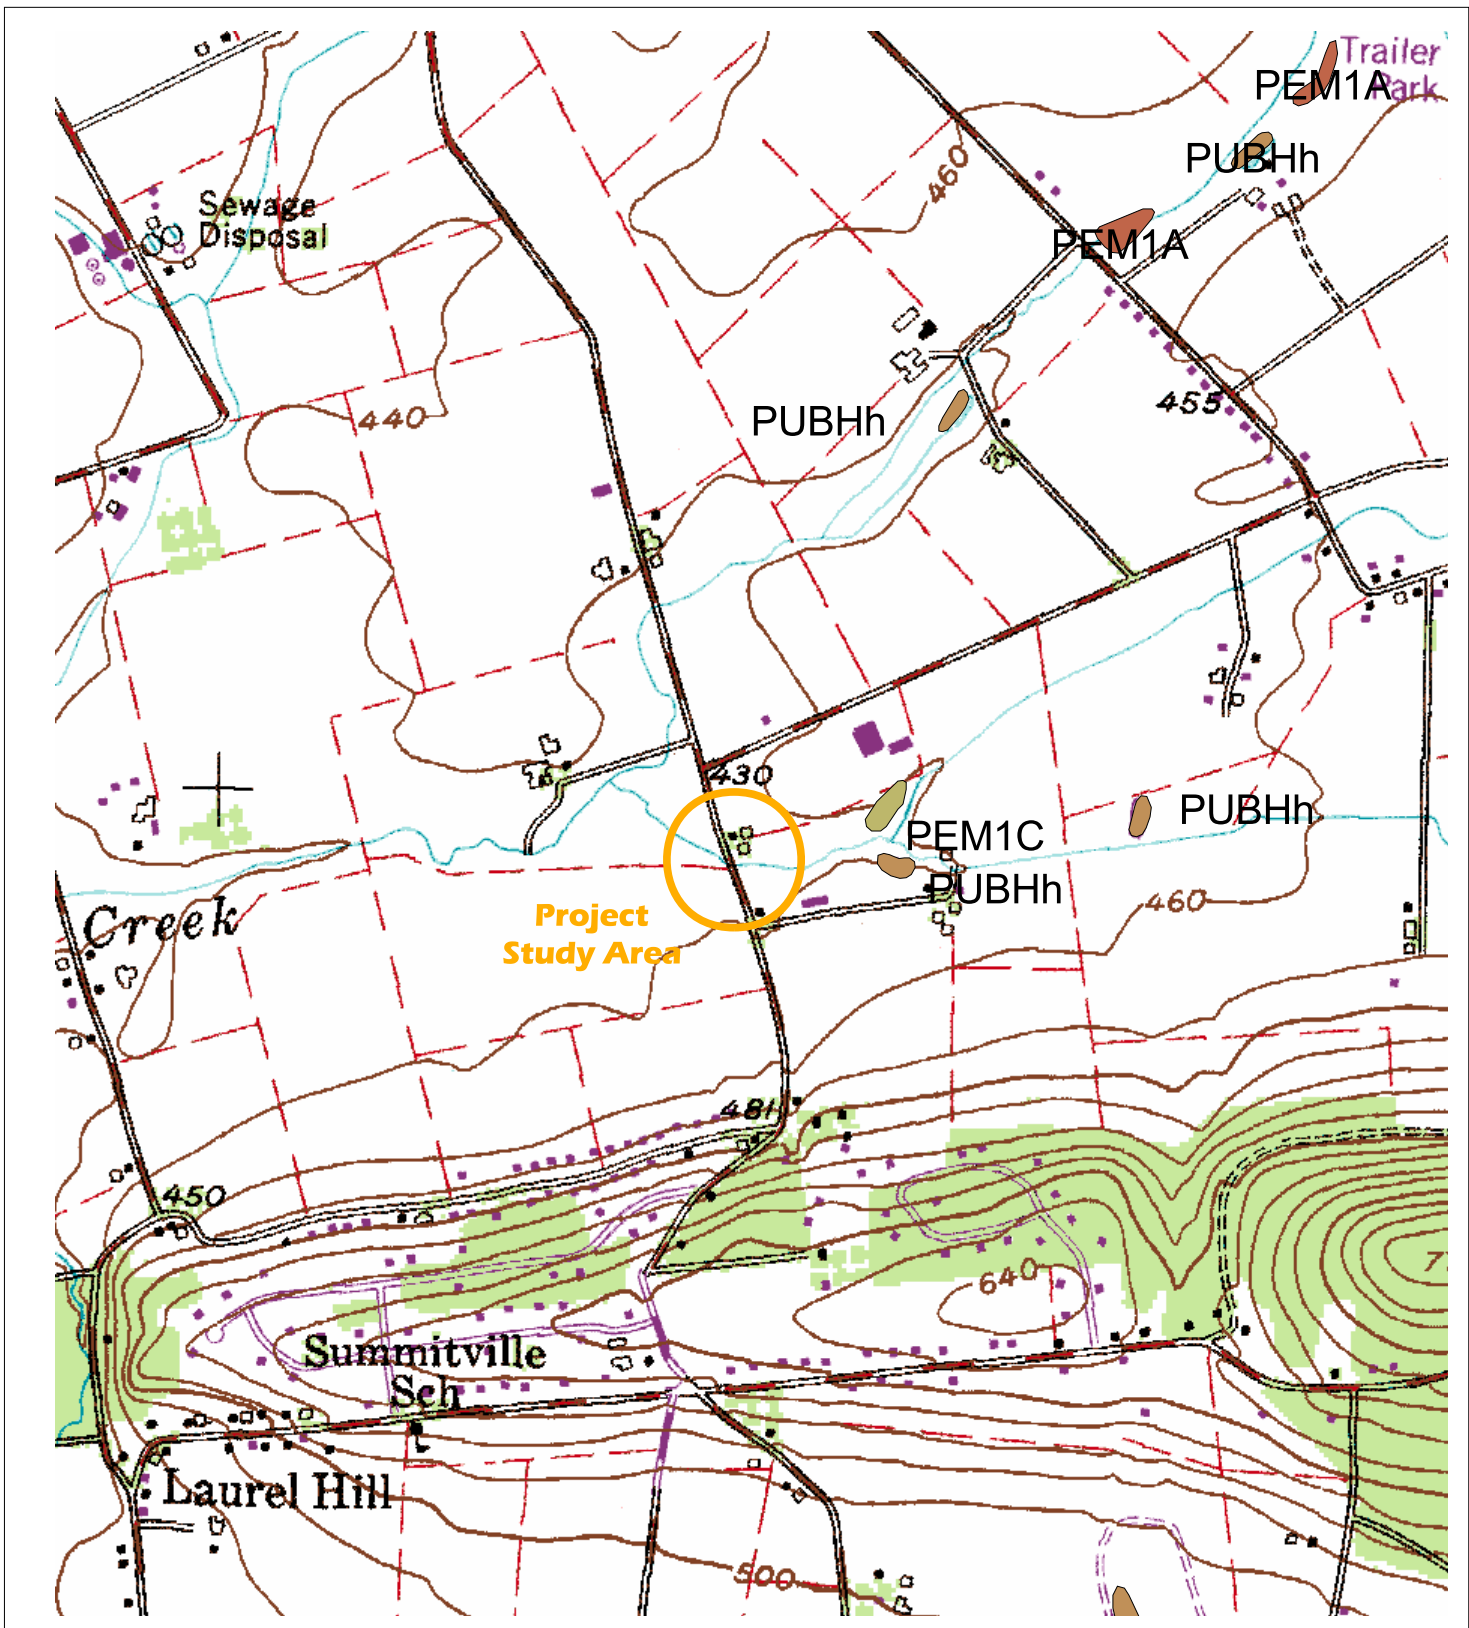 Trailer
Park
PEM1A
PUBHh
460
Sewage
Disposal
PEM1A
455
440
PUBHh
430
PUBHh
PEM1C
PUBHh
460
Creek
Project
Study Area
481
450
7
640
Summitville
Sch
Laurel Hill
500